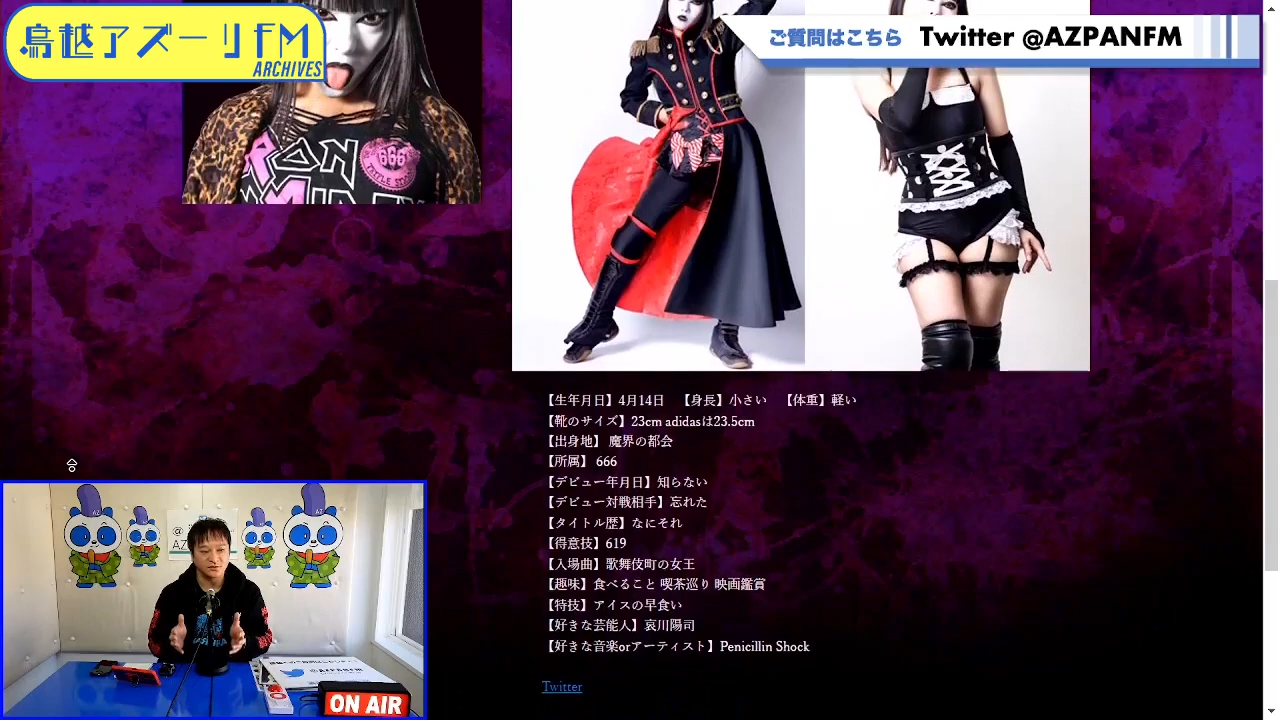 鳥越アズーリFM
ARCHIVES
ご質問はこちら Twitter @AZPANFM
666
【生年月日】4月14日 【身長】小さい 【体重】軽い
【靴のサイズ】23cm adidasは23.5cm
【出身地】 魔界の都会
【所属】 666
【デビュー年月日】知らない
【デビュー対戦相手】忘れた
【タイトル歴】なにそれ
【得意技】619
【入場曲】歌舞伎町の女王
【趣味】食べること 喫茶巡り 映画鑑賞
【特技】アイスの早食い
【好きな芸能人】哀川陽司
【好きな音楽orアーティスト】Penicillin Shock
Twitter
@AZPANFM
ON AIR